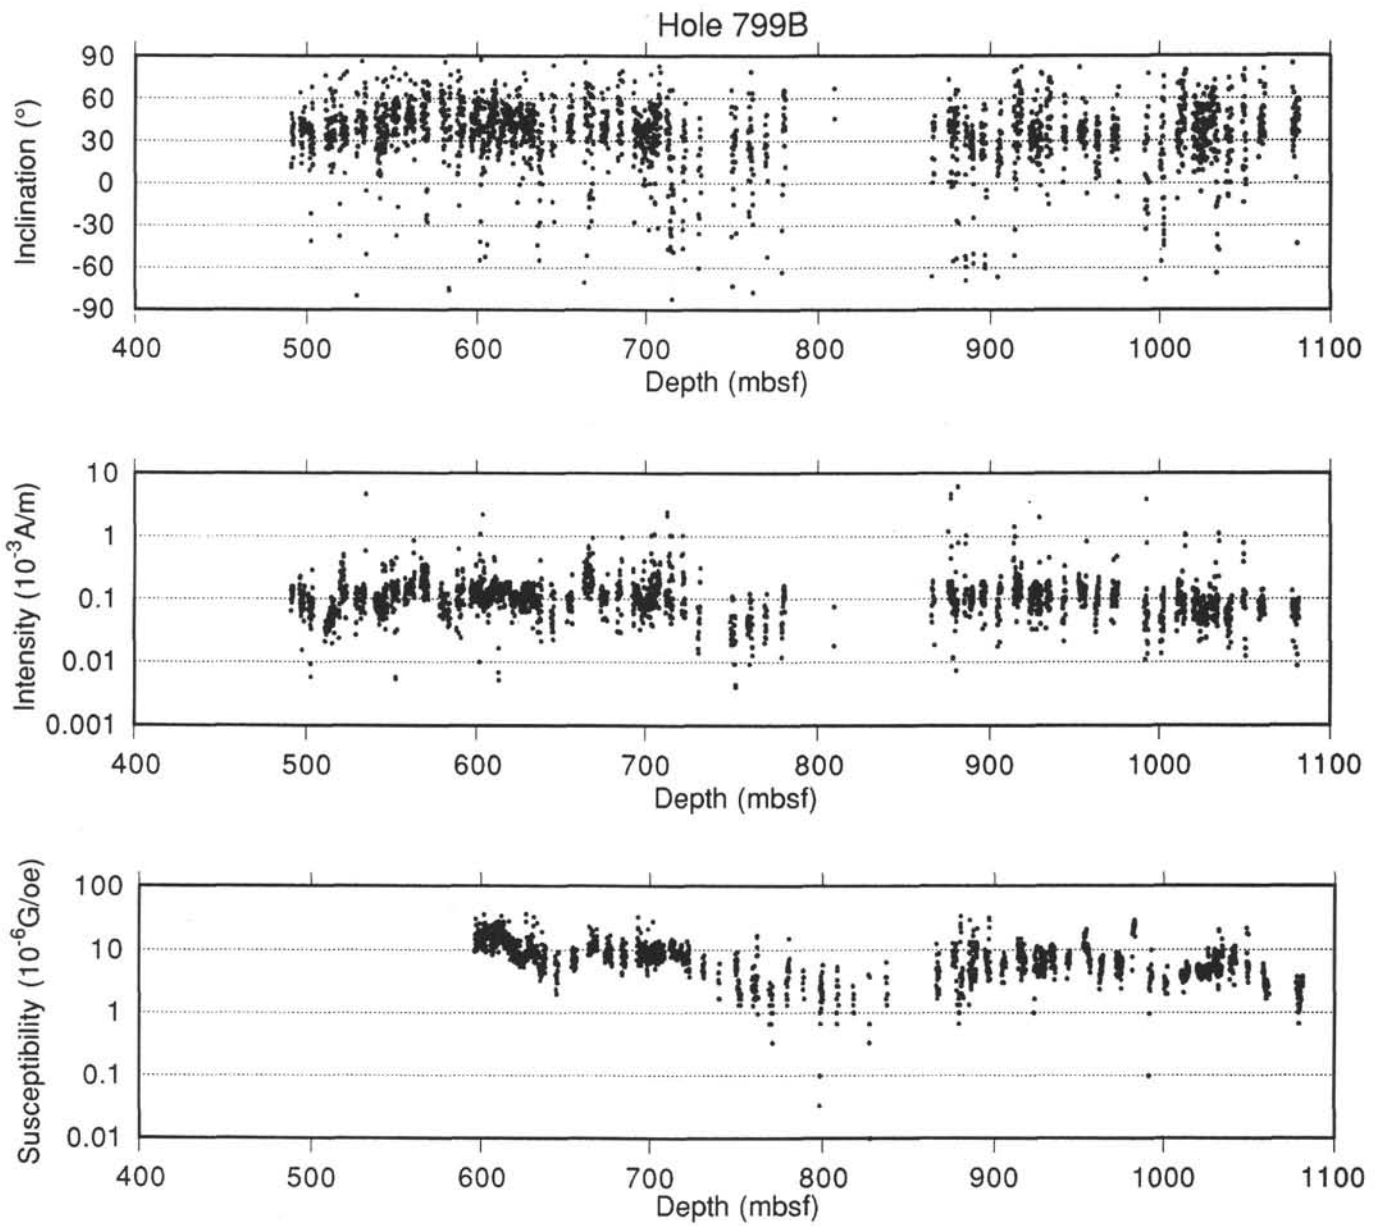 Hole 799B
90
60
30
0
-30
-60
-90
Inclination (°)
400 500 600 700 800 900 1000 1100
Depth (mbsf)
10
1
0.1
0.01
0.001
Intensity (10⁻³A/m)
400 500 600 700 800 900 1000 1100
Depth (mbsf)
100
10
1
0.1
0.01
Susceptibility (10⁻⁶G/oe)
400 500 600 700 800 900 1000 1100
Depth (mbsf)